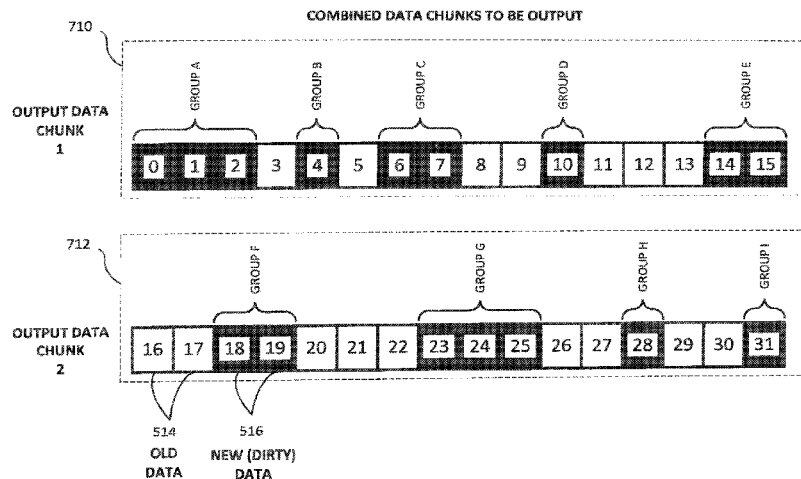 COMBINED DATA CHUNKS TO BE OUTPUT
710
GROUP A
GROUP B
GROUP C
GROUP D
GROUP E
OUTPUT DATA
CHUNK
1
0 1 2 3 4 5 6 7 8 9 10 11 12 13 14 15
712
GROUP F
GROUP G
GROUP H
GROUP I
OUTPUT DATA
CHUNK
2
16 17 18 19 20 21 22 23 24 25 26 27 28 29 30 31
514
OLD
DATA
516
NEW (DIRTY)
DATA